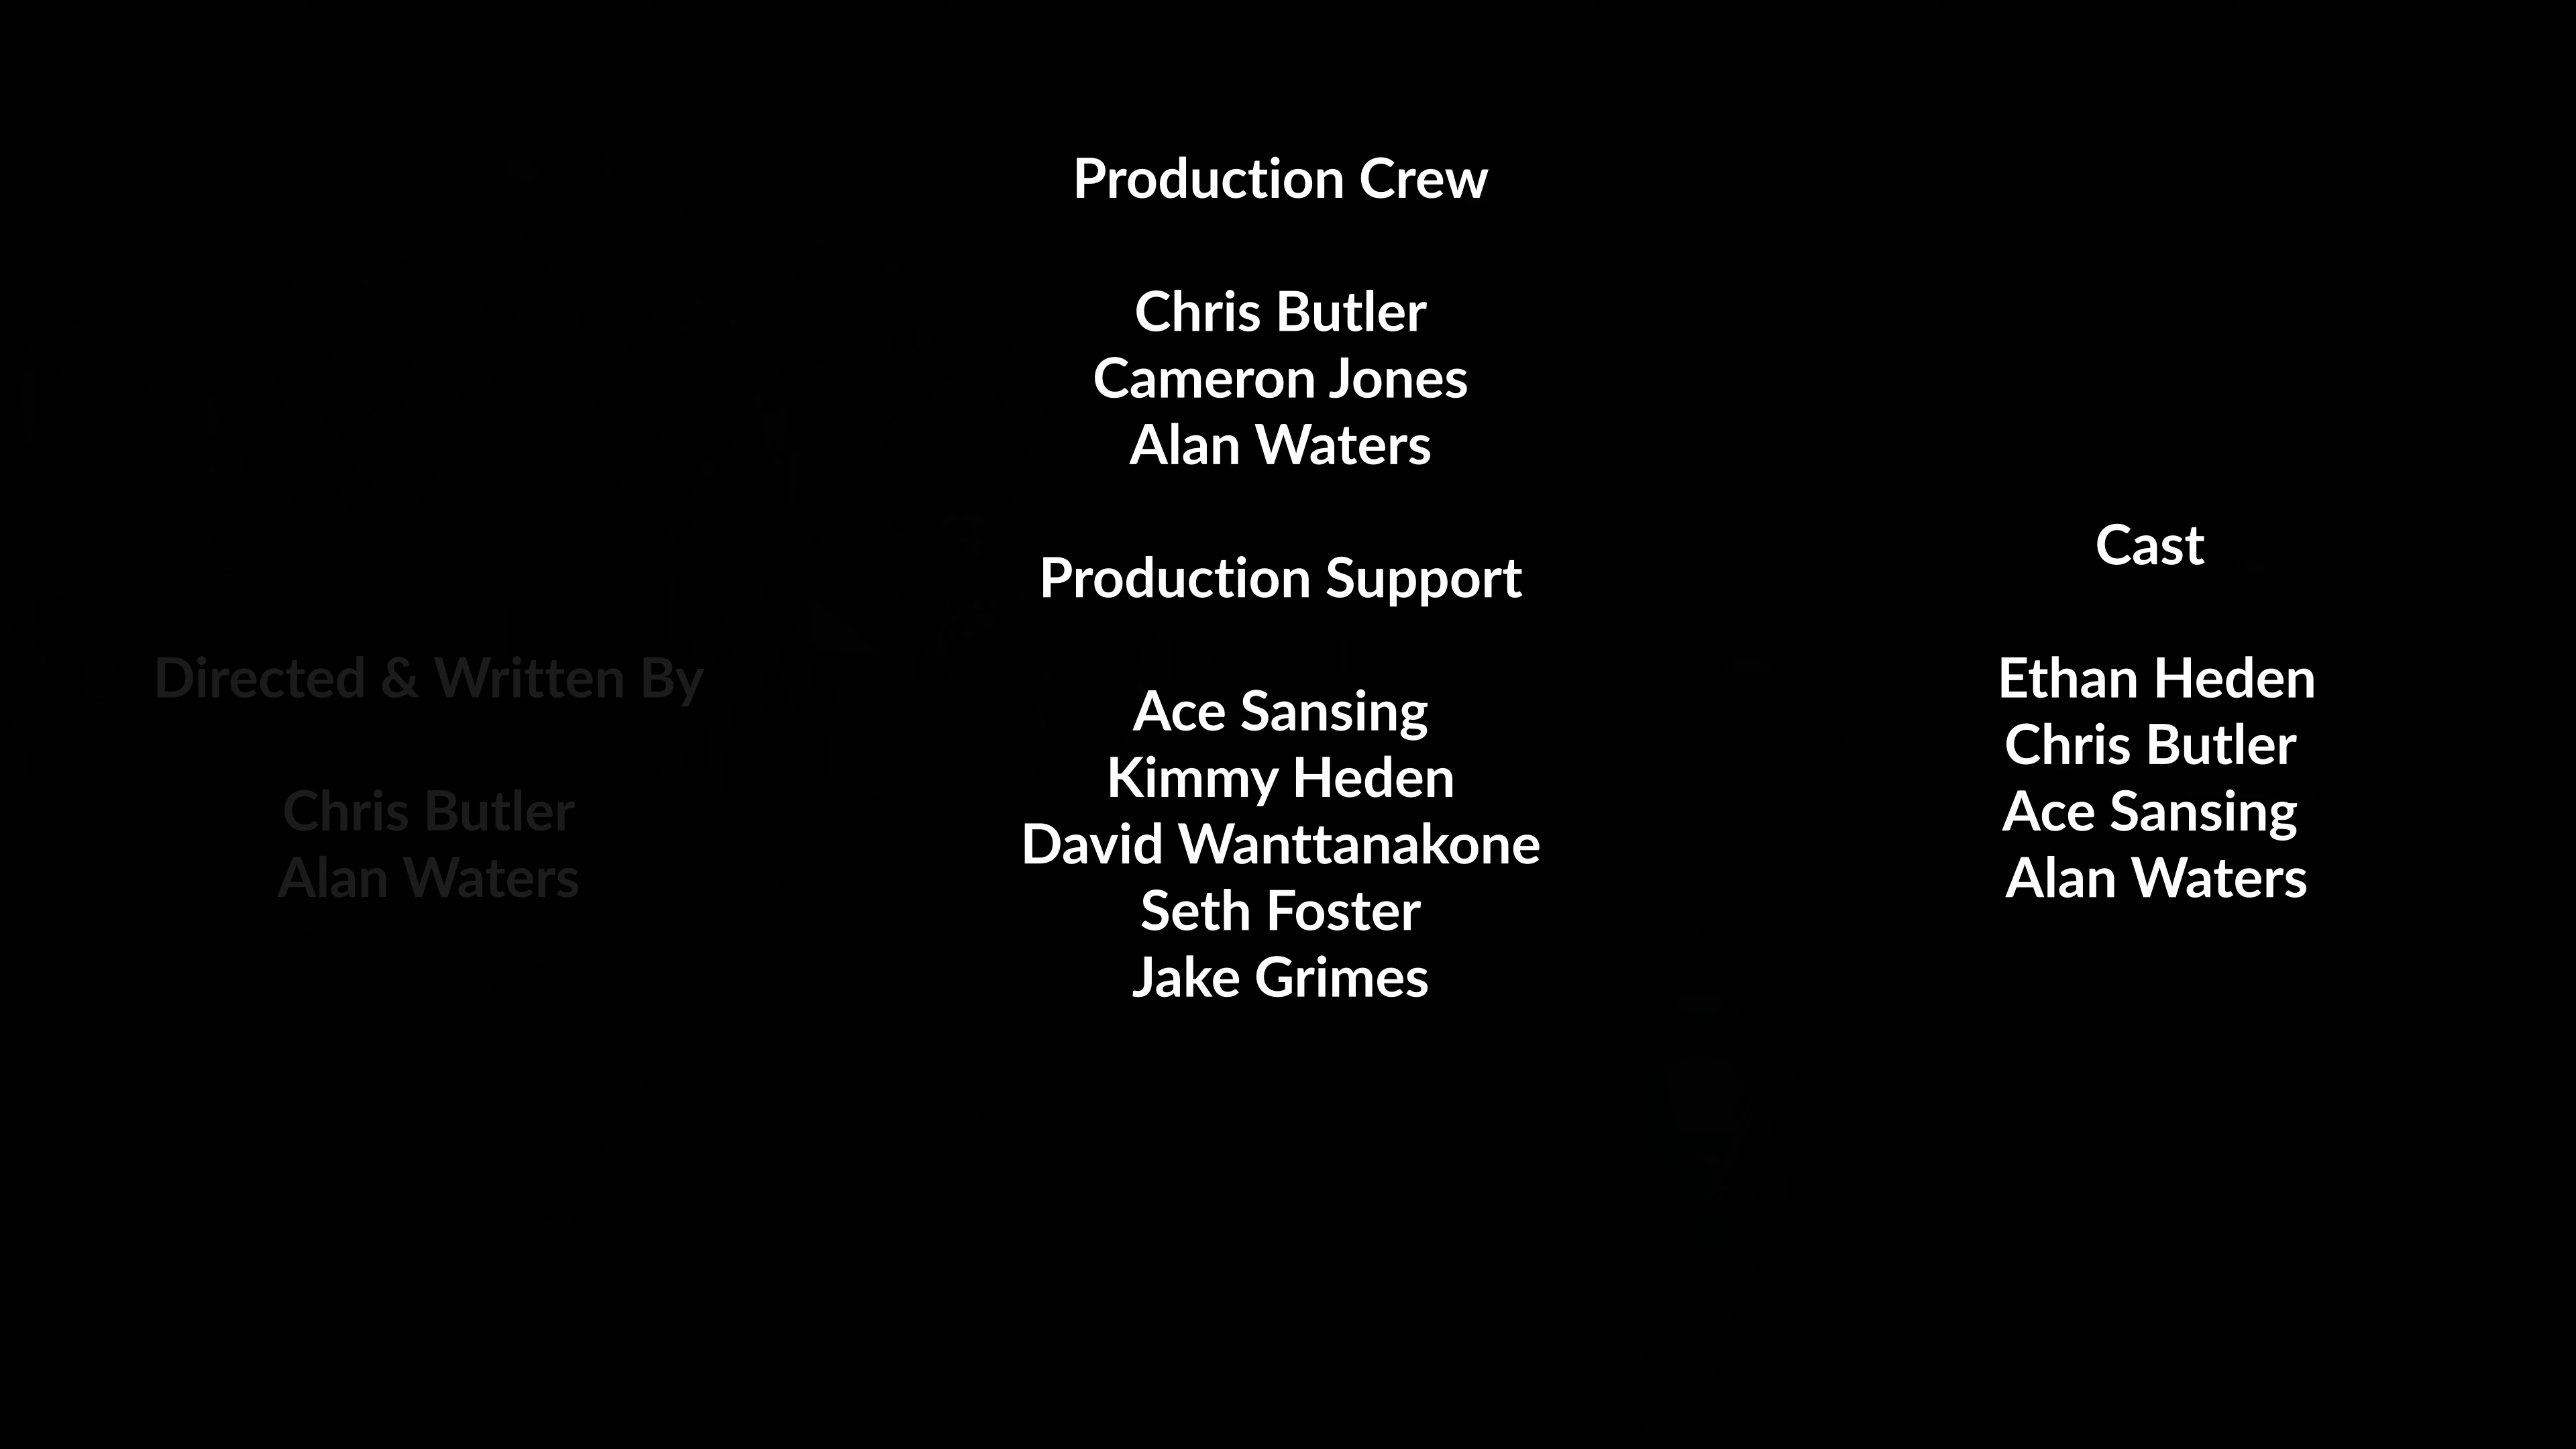 Directed & Written By
Chris Butler
Alan Waters
Production Crew
Chris Butler
Cameron Jones
Alan Waters
Production Support
Ace Sansing
Kimmy Heden
David Wanttanakone
Seth Foster
Jake Grimes
Cast
Ethan Heden
Chris Butler
Ace Sansing
Alan Waters